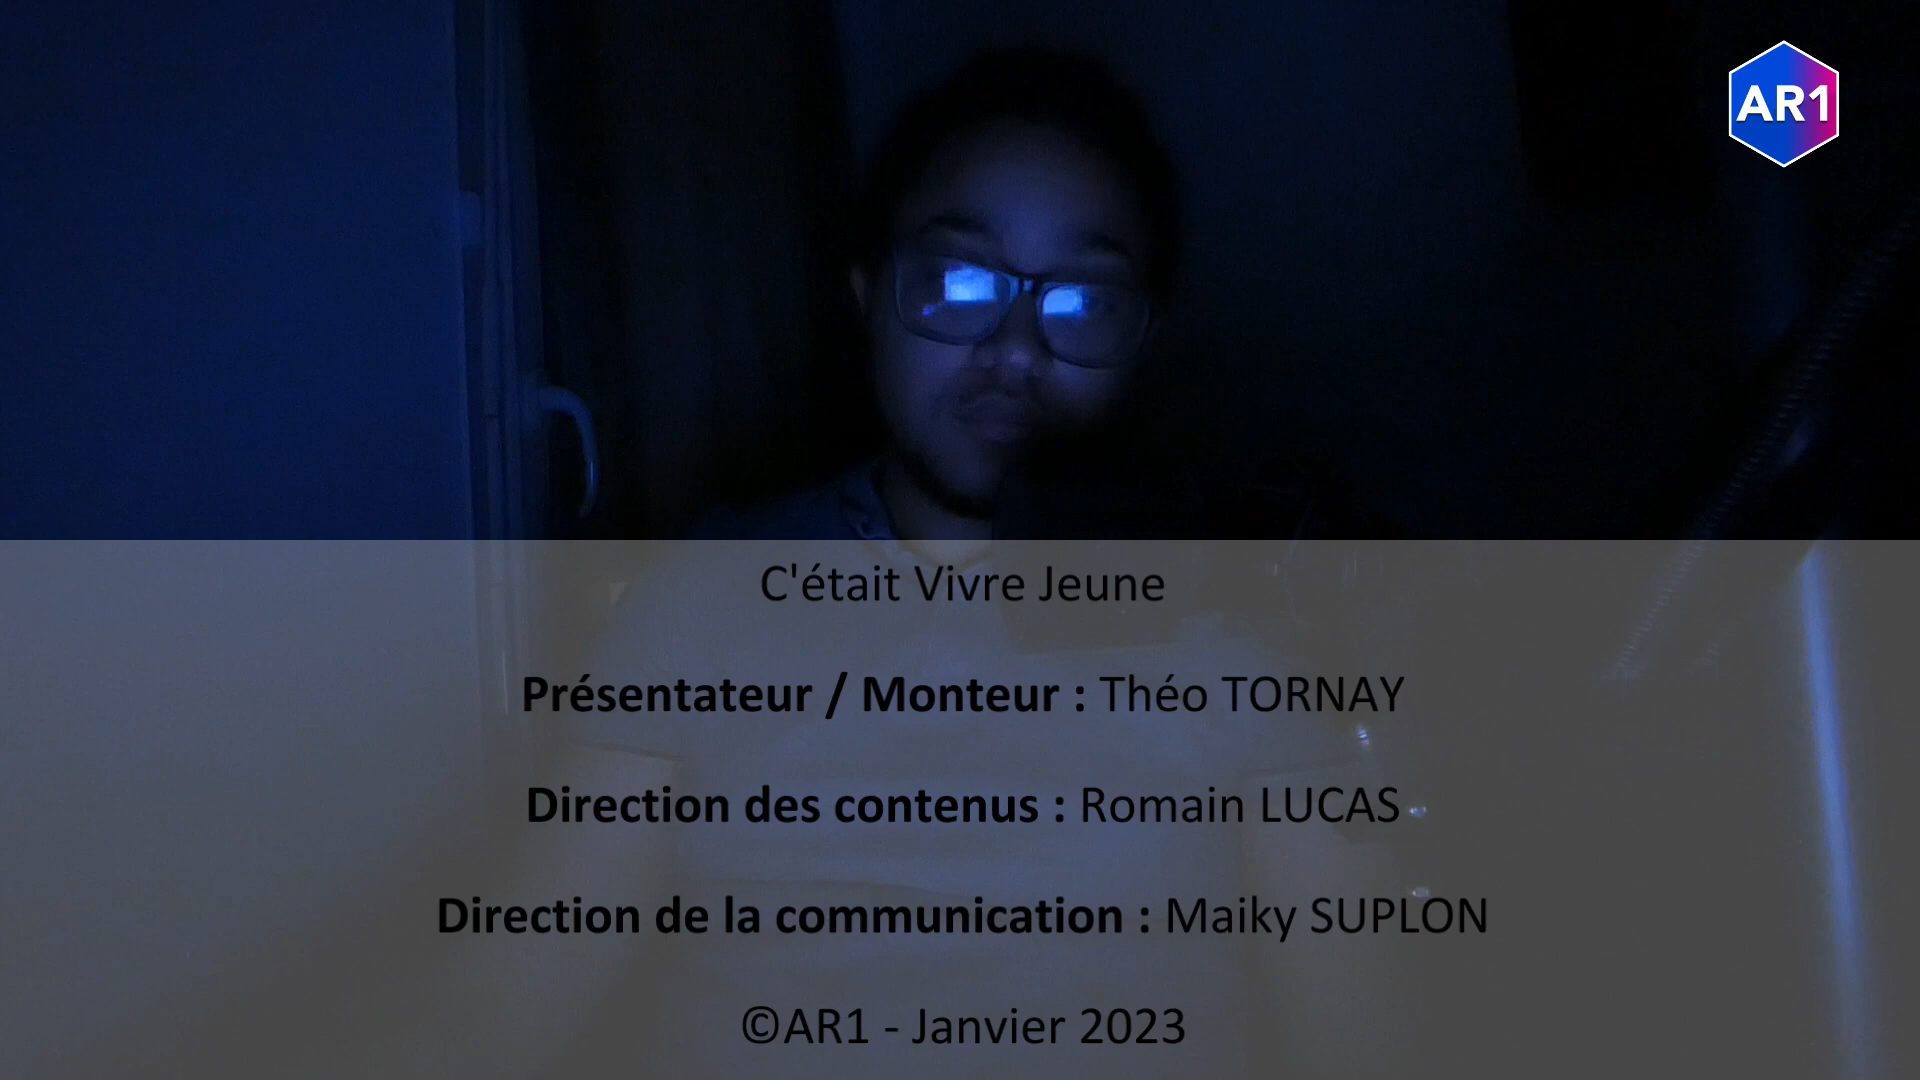 AR1
C'était Vivre Jeune
Présentateur / Monteur : Théo TORNAY
Direction des contenus : Romain LUCAS
Direction de la communication : Maiky SUPLON
©AR1 - Janvier 2023